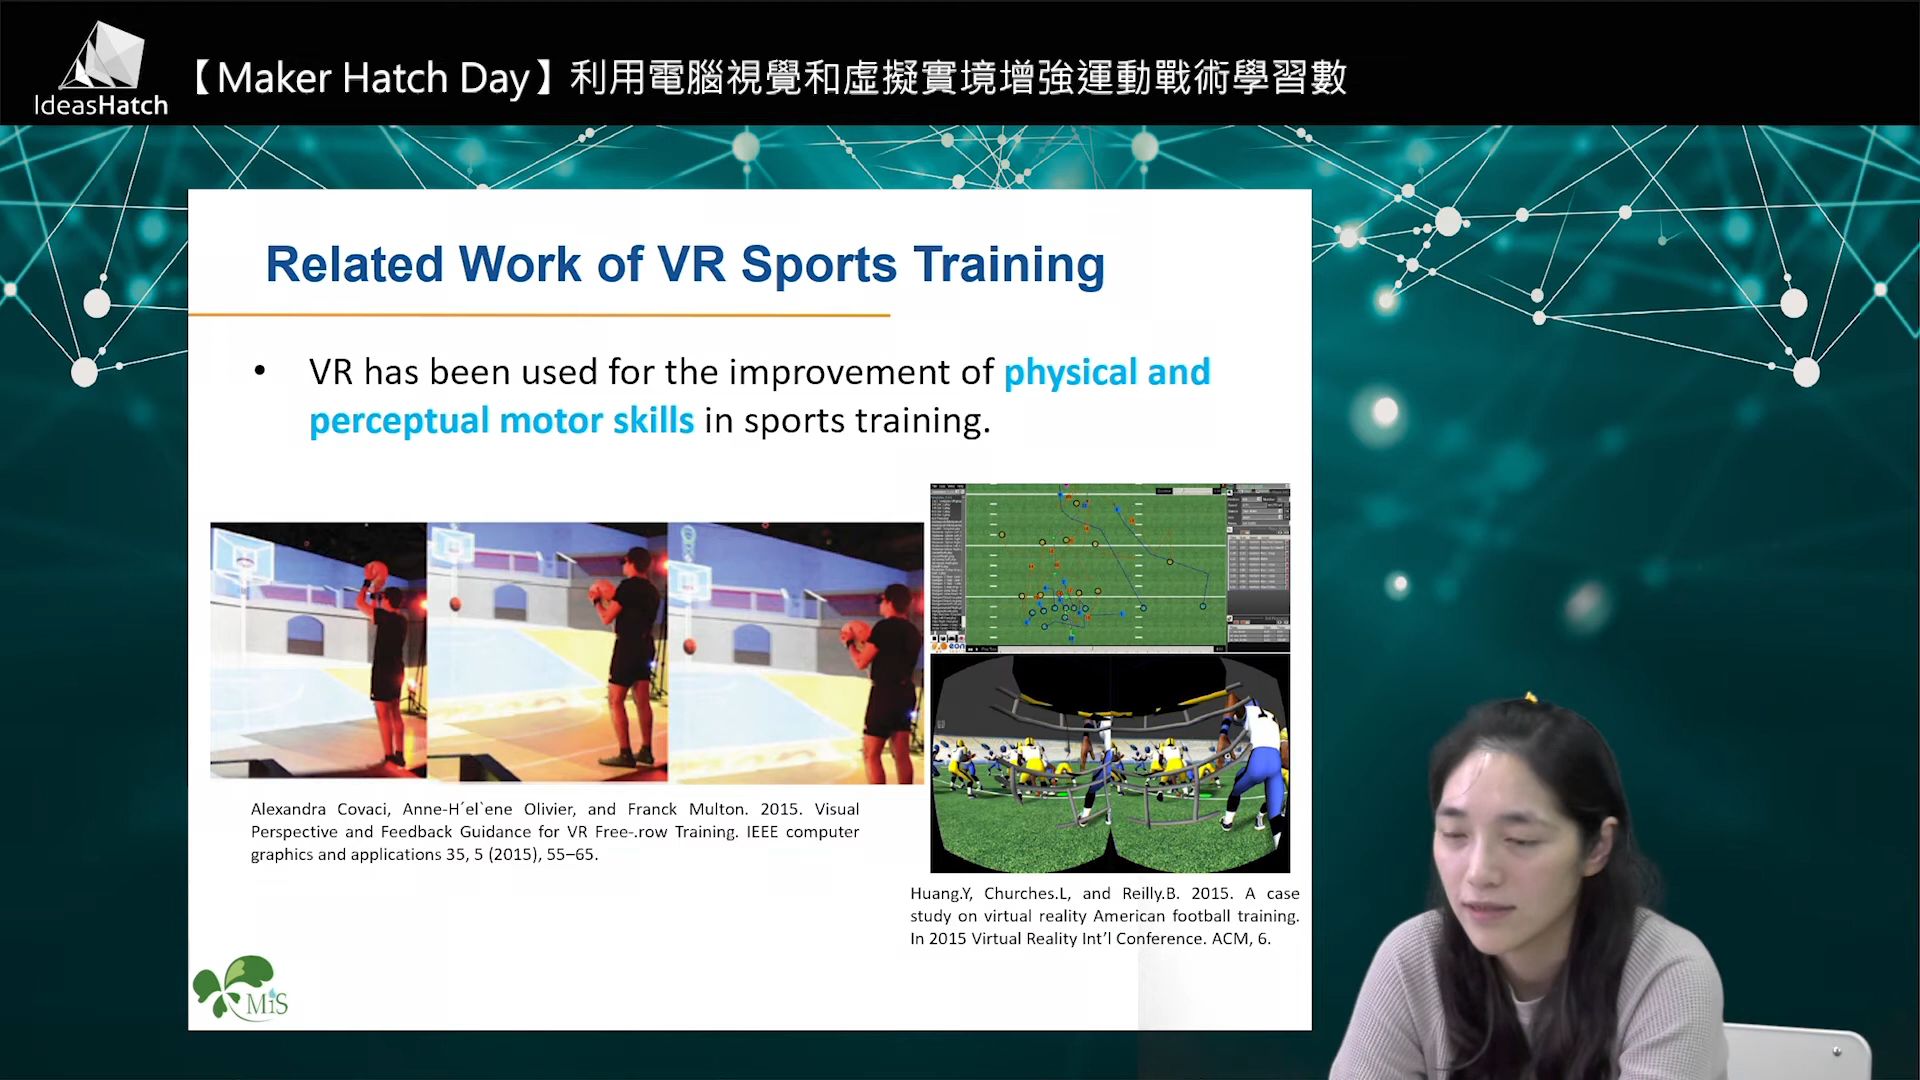 【Maker Hatch Day】利用電腦視覺和虛擬實境增強運動戰術學習數
IdeasHatch
Related Work of VR Sports Training
• VR has been used for the improvement of physical and
perceptual motor skills in sports training.
eon
Alexandra Covaci, Anne-H´el`ene Olivier, and Franck Multon. 2015. Visual
Perspective and Feedback Guidance for VR Free-.row Training. IEEE computer
graphics and applications 35, 5 (2015), 55–65.
Huang.Y, Churches.L, and Reilly.B. 2015. A case
study on virtual reality American football training.
In 2015 Virtual Reality Int’l Conference. ACM, 6.
MiS